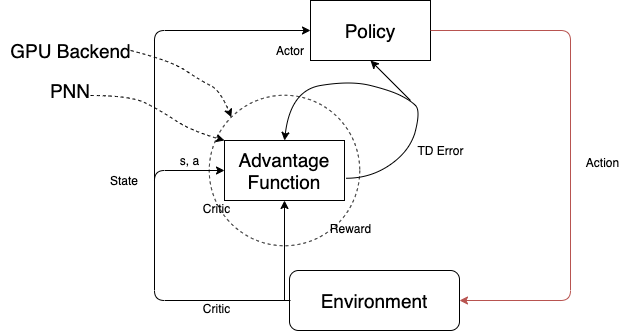 Policy
GPU Backend
Actor
PNN
TD Error
s, a
Advantage
Function
State
Action
Critic
Reward
Critic
Environment